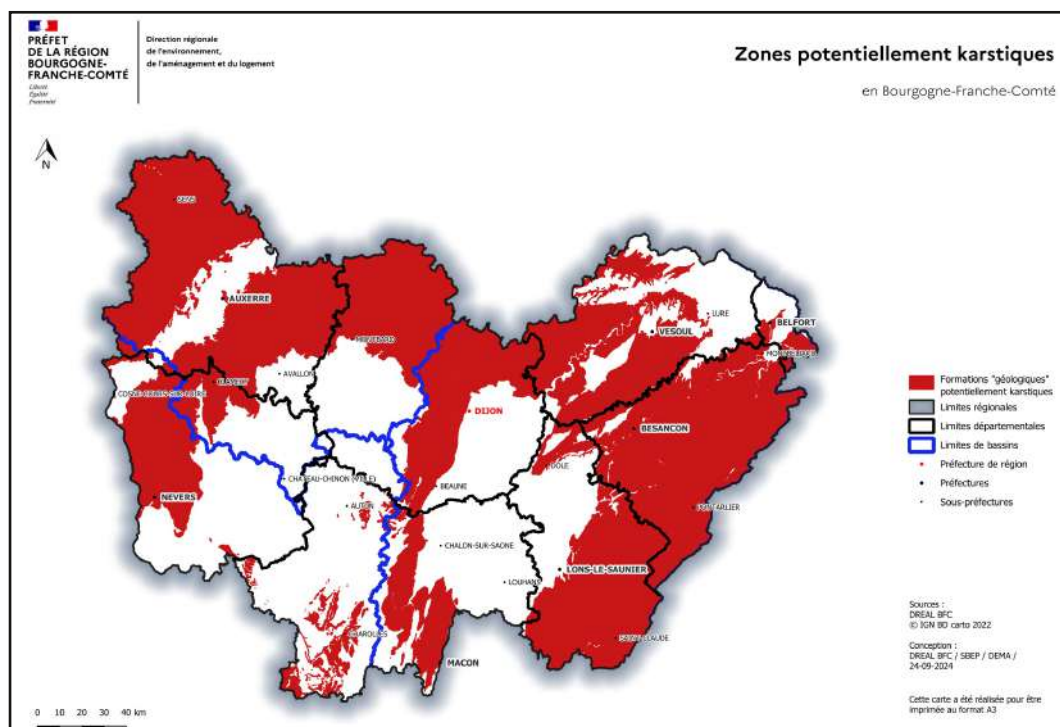 PRÉFET
DE LA RÉGION
BOURGOGNE-
FRANCHE-COMTÉ
Liberté
Égalité
Fraternité
Direction régionale
de l'environnement,
de l'aménagement et du logement
Zones potentiellement karstiques
en Bourgogne-Franche-Comté
N
SENS
AUXERRE
MONTBARD
LURE
VESOUL
BELFORT
MONTBELIARD
AVALLON
CLAMECY
COSNE-COURS-SUR-LOIRE
DIJON
BESANCON
DOLE
CHATEAU-CHINON (VILLE)
BEAUNE
NEVERS
AUTUN
PONTARLIER
CHALON-SUR-SAONE
LOUHANS
LONS-LE-SAUNIER
CHAROLLES
SAINT-CLAUDE
MACON
Formations "géologiques"
potentiellement karstiques
Limites régionales
Limites départementales
Limites de bassins
Préfecture de région
Préfectures
Sous-préfectures
Sources :
DREAL BFC
© IGN BD carto 2022
Conception :
DREAL BFC / SBEP / DEMA /
24-09-2024
Cette carte a été réalisée pour être
imprimée au format A3
0 10 20 30 40 km